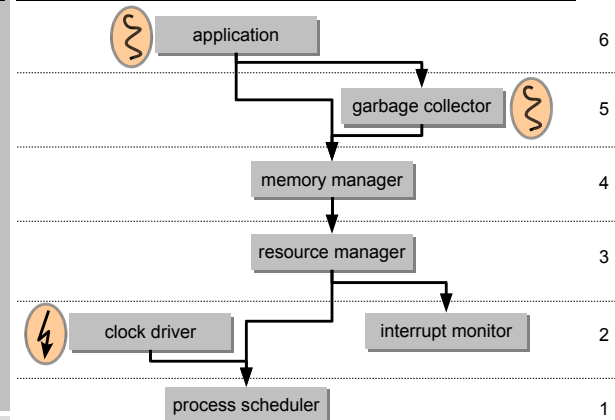 application
6
garbage collector
5
memory manager
4
resource manager
3
clock driver
interrupt monitor
2
process scheduler
1